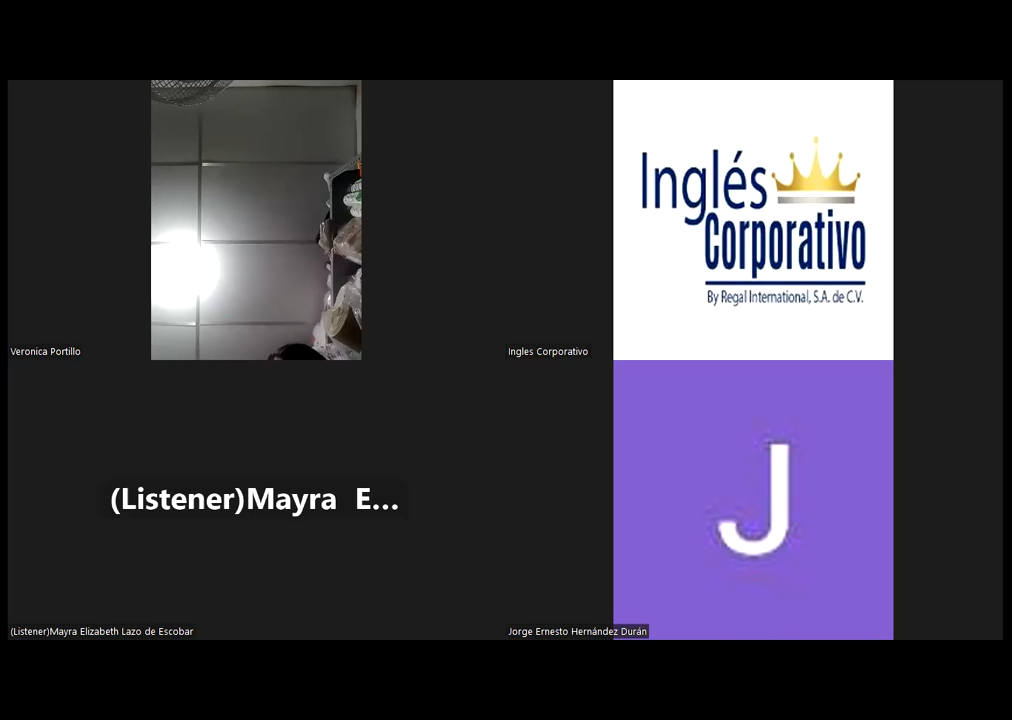 Inglés
Corporativo
By Regal International, S.A. de C.V.
Veronica Portillo
Ingles Corporativo
(Listener)Mayra E...
J
(Listener)Mayra Elizabeth Lazo de Escobar
Jorge Ernesto Hernández Durán